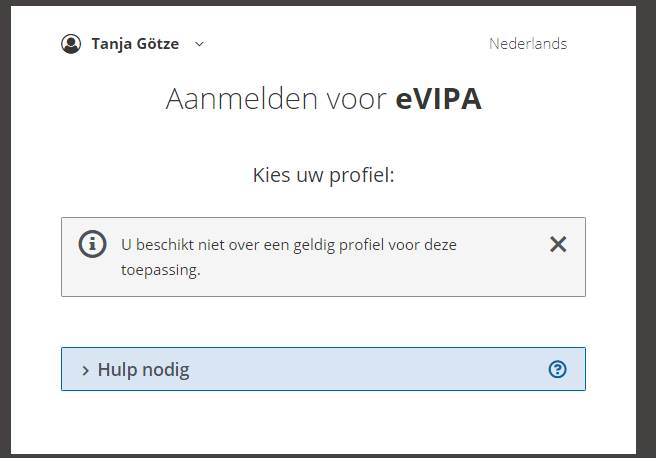 Tanja Götze
Nederlands
Aanmelden voor eVIPA
Kies uw profiel:
U beschikt niet over een geldig profiel voor deze
toepassing.
Hulp nodig